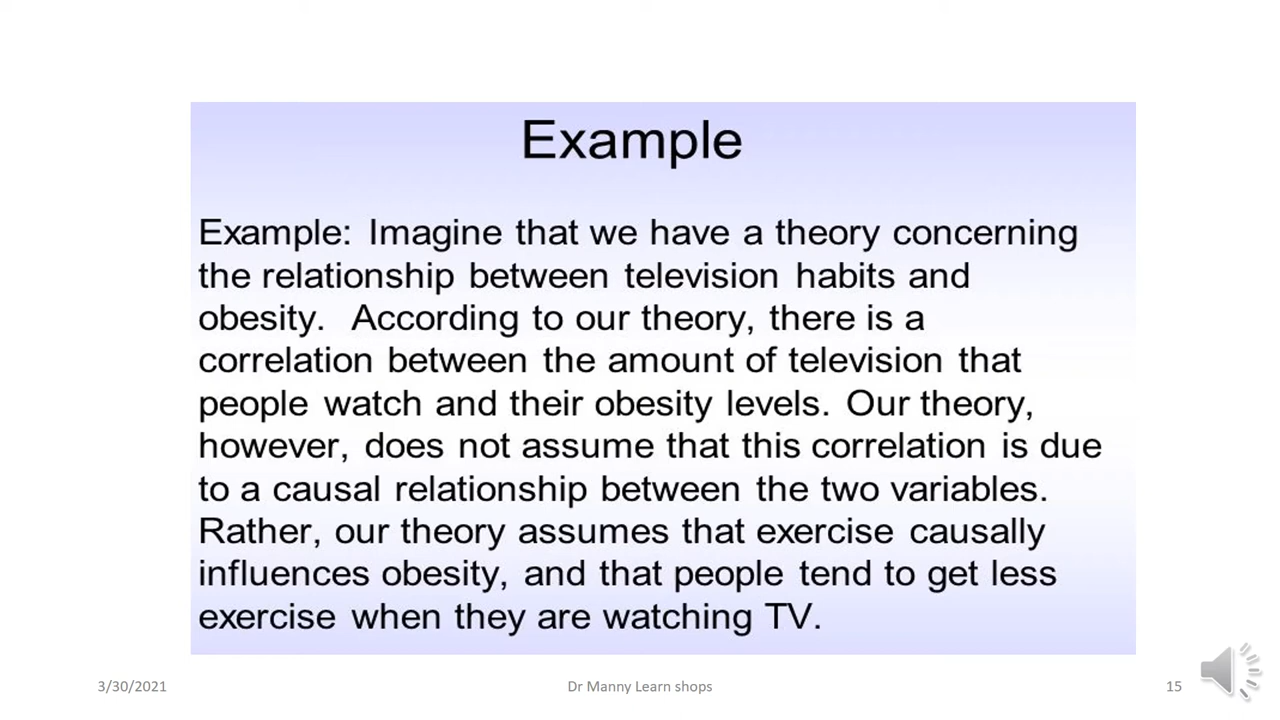 Example
Example: Imagine that we have a theory concerning
the relationship between television habits and
obesity. According to our theory, there is a
correlation between the amount of television that
people watch and their obesity levels. Our theory,
however, does not assume that this correlation is due
to a causal relationship between the two variables.
Rather, our theory assumes that exercise causally
influences obesity, and that people tend to get less
exercise when they are watching TV.
3/30/2021
Dr Manny Learn shops
15